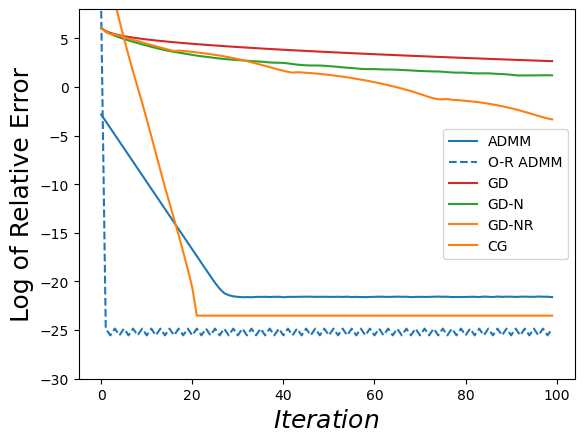 5
0
−5
−10
−15
−20
−25
−30
Log of Relative Error
ADMM
O-R ADMM
GD
GD-N
GD-NR
CG
0
20
40
60
80
100
Iteration